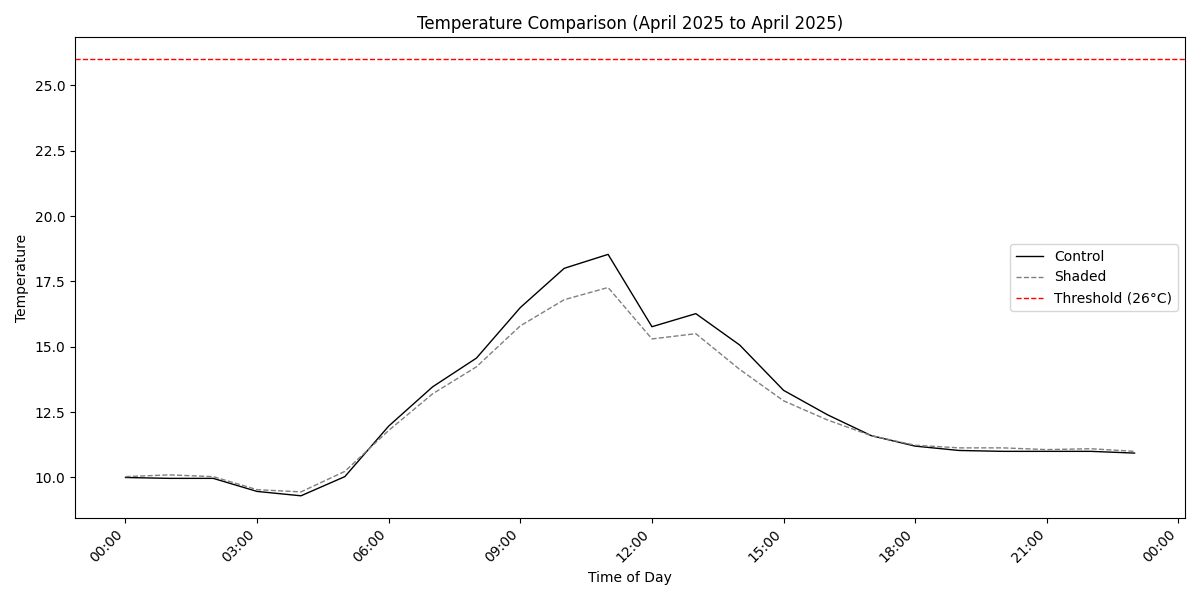 Temperature Comparison (April 2025 to April 2025)
25.0
22.5
20.0
17.5
15.0
12.5
10.0
Temperature
Control
Shaded
Threshold (26°C)
00:00
03:00
06:00
09:00
12:00
15:00
18:00
21:00
00:00
Time of Day